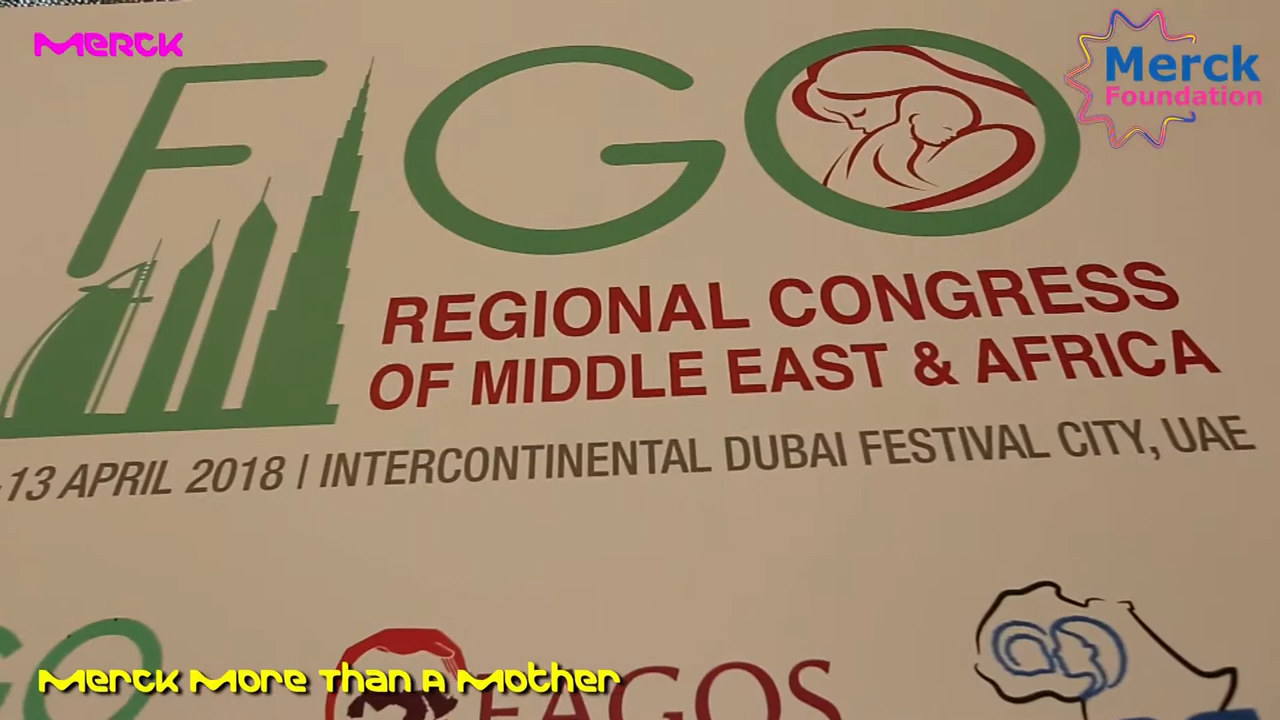 Merck
Merck
Foundation
FIGO
REGIONAL CONGRESS
OF MIDDLE EAST & AFRICA
-13 APRIL 2018 | INTERCONTINENTAL DUBAI FESTIVAL CITY, UAE
GO
FAGOS
Merck More Than A Mother